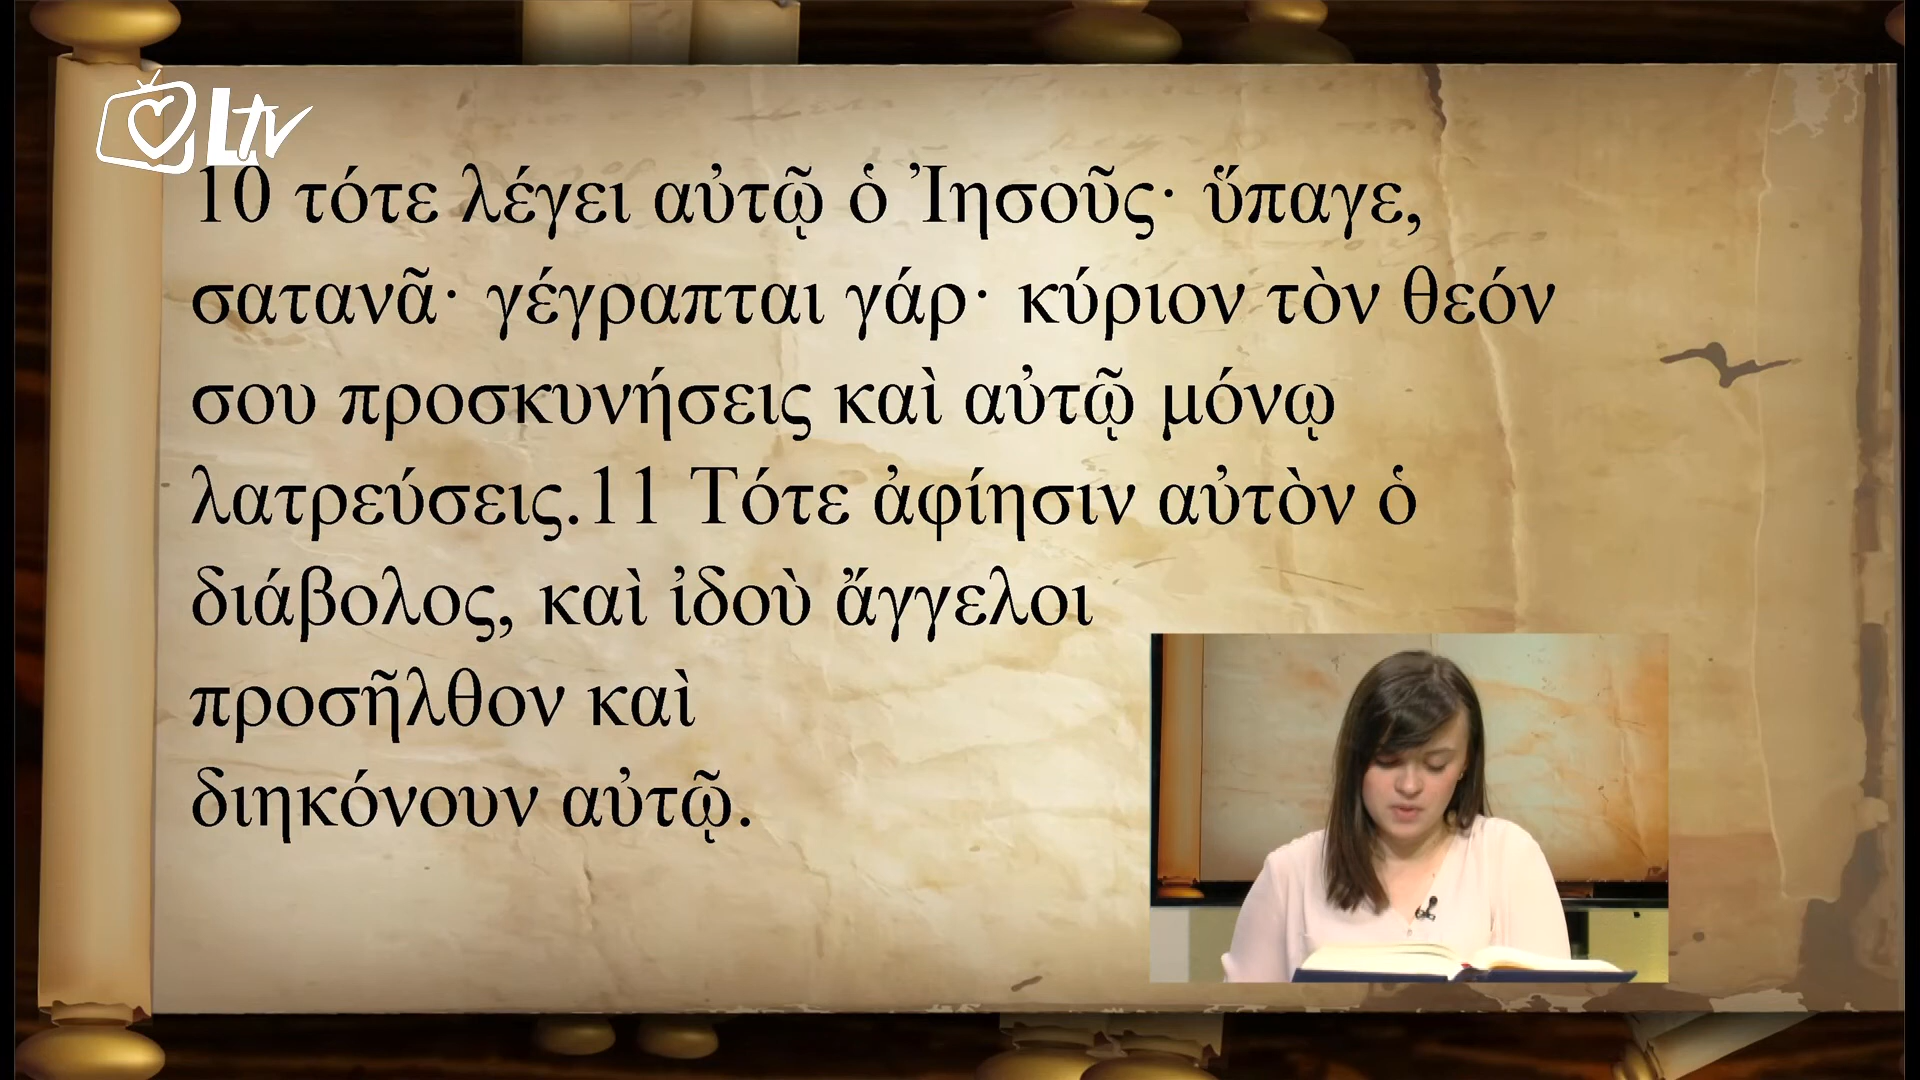 LTV
10 τότε λέγει αὐτῷ ὁ Ἰησοῦς· ὕπαγε,
σατανᾶ· γέγραπται γάρ· κύριον τὸν θεόν
σου προσκυνήσεις καὶ αὐτῷ μόνῳ
λατρεύσεις.11 Τότε ἀφίησιν αὐτὸν ὁ
διάβολος, καὶ ἰδοὺ ἄγγελοι
προσῆλθον καὶ
διηκόνουν αὐτῷ.